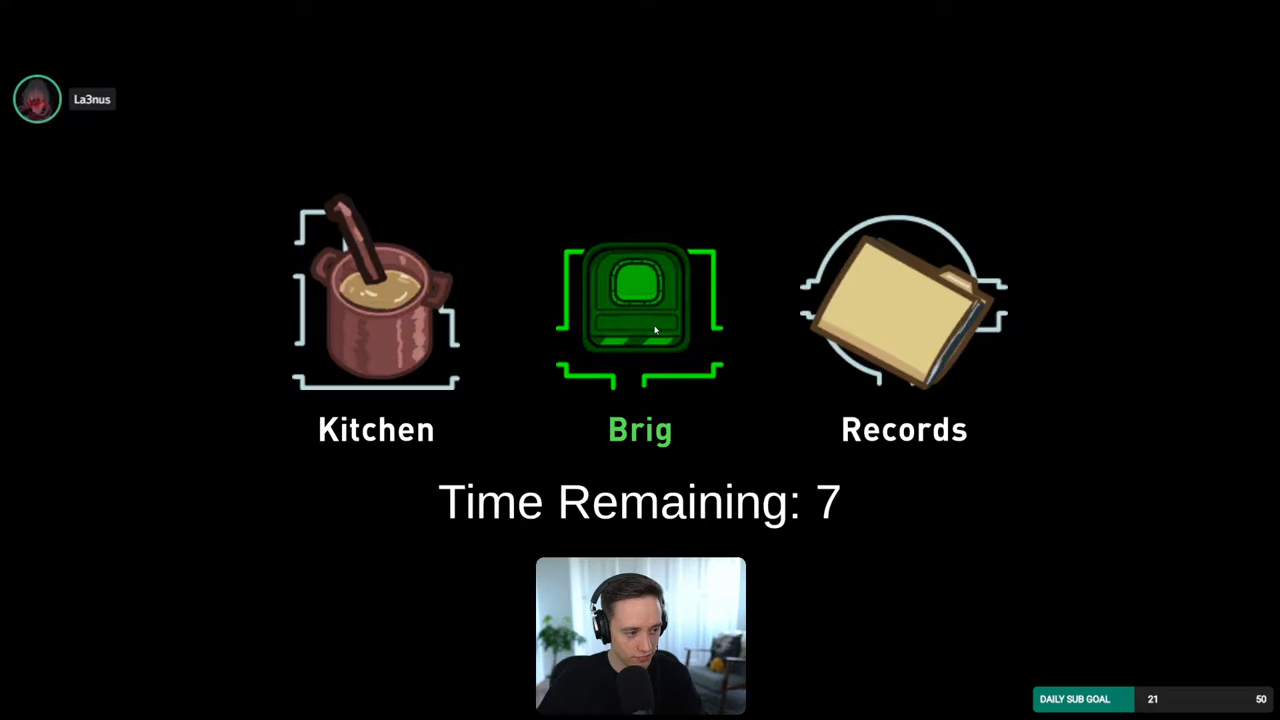 La3nus
Kitchen
Brig
Records
Time Remaining: 7
DAILY SUB GOAL 21 50